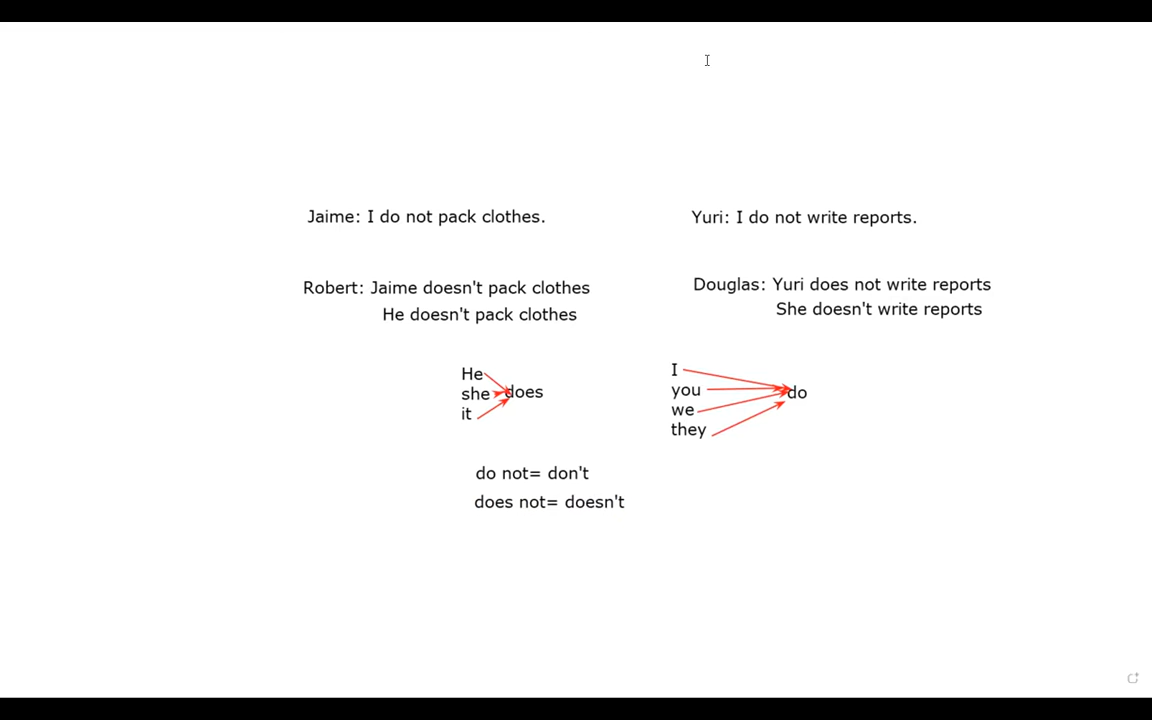 Jaime: I do not pack clothes.
Yuri: I do not write reports.
Robert: Jaime doesn't pack clothes
He doesn't pack clothes
Douglas: Yuri does not write reports
She doesn't write reports
He
she
it
does
I
you
we
they
do
do not= don't
does not= doesn't